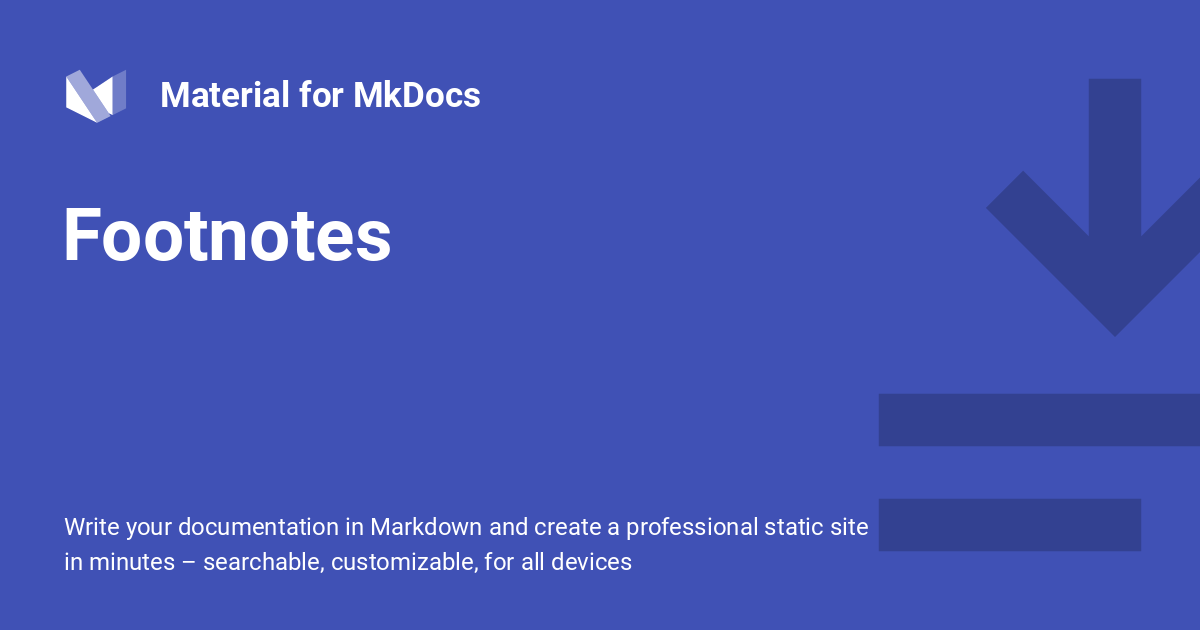 Material for MkDocs
Footnotes
Write your documentation in Markdown and create a professional static site
in minutes – searchable, customizable, for all devices